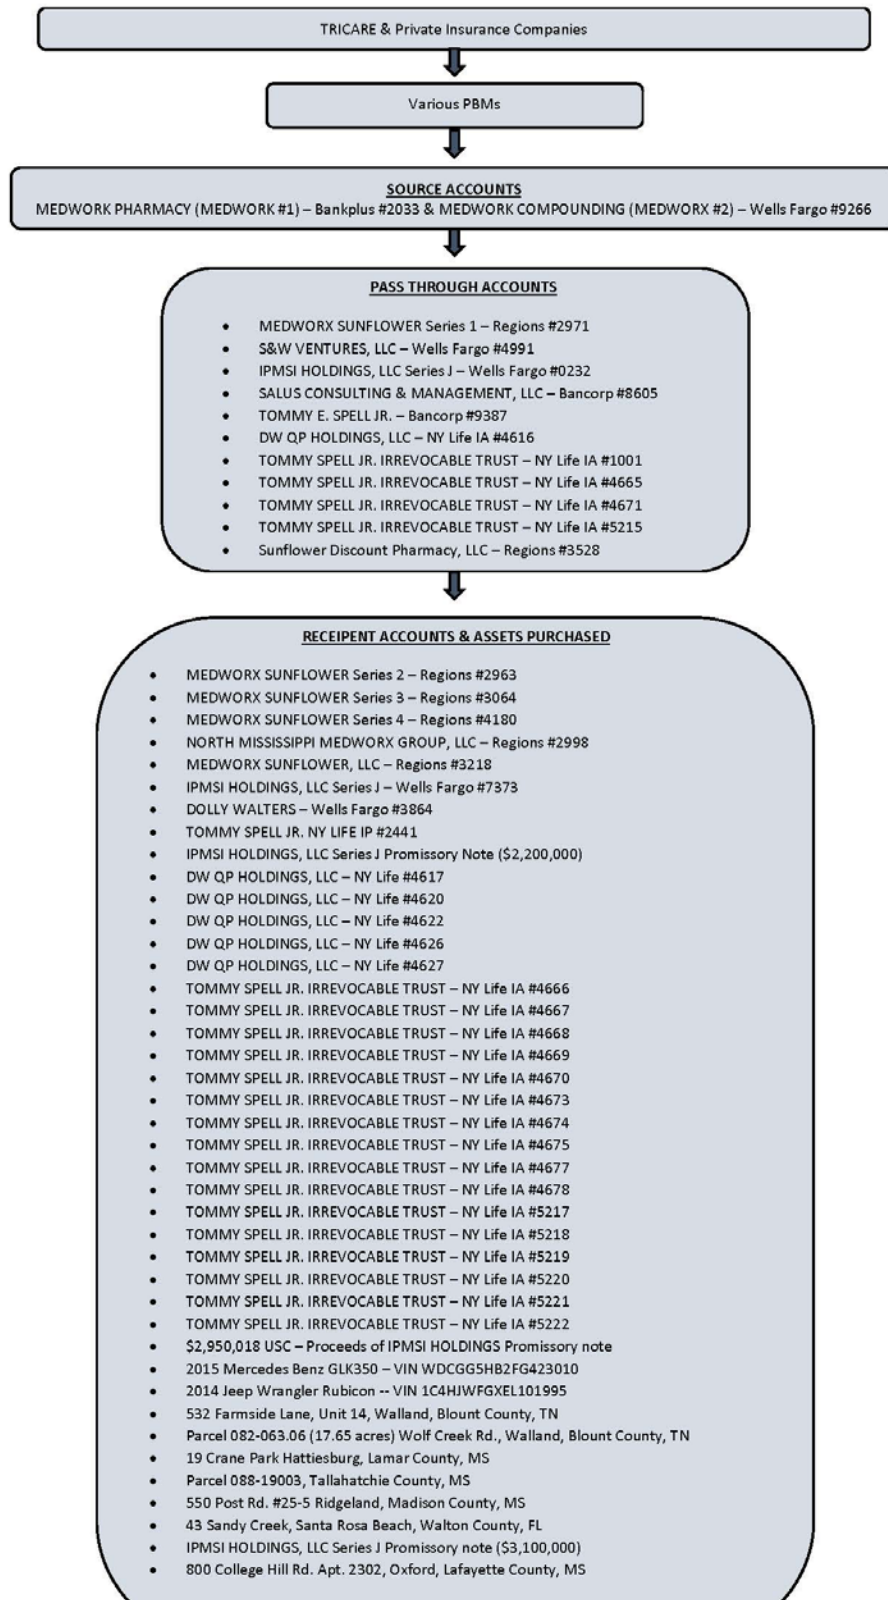 TRICARE & Private Insurance Companies
Various PBMs
SOURCE ACCOUNTS
MEDWORK PHARMACY (MEDWORK #1) – Bankplus #2033 & MEDWORK COMPOUNDING (MEDWORX #2) – Wells Fargo #9266
PASS THROUGH ACCOUNTS
• MEDWORX SUNFLOWER Series 1 – Regions #2971
• S&W VENTURES, LLC – Wells Fargo #4991
• IPMSI HOLDINGS, LLC Series J – Wells Fargo #0232
• SALUS CONSULTING & MANAGEMENT, LLC – Bancorp #8605
• TOMMY E. SPELL JR. – Bancorp #9387
• DW QP HOLDINGS, LLC – NY Life IA #4616
• TOMMY SPELL JR. IRREVOCABLE TRUST – NY Life IA #1001
• TOMMY SPELL JR. IRREVOCABLE TRUST – NY Life IA #4665
• TOMMY SPELL JR. IRREVOCABLE TRUST – NY Life IA #4671
• TOMMY SPELL JR. IRREVOCABLE TRUST – NY Life IA #5215
• Sunflower Discount Pharmacy, LLC – Regions #3528
RECEIPENT ACCOUNTS & ASSETS PURCHASED
• MEDWORX SUNFLOWER Series 2 – Regions #2963
• MEDWORX SUNFLOWER Series 3 – Regions #3064
• MEDWORX SUNFLOWER Series 4 – Regions #4180
• NORTH MISSISSIPPI MEDWORX GROUP, LLC – Regions #2998
• MEDWORX SUNFLOWER, LLC – Regions #3218
• IPMSI HOLDINGS, LLC Series J – Wells Fargo #7373
• DOLLY WALTERS – Wells Fargo #3864
• TOMMY SPELL JR. NY LIFE IP #2441
• IPMSI HOLDINGS, LLC Series J Promissory Note ($2,200,000)
• DW QP HOLDINGS, LLC – NY Life #4617
• DW QP HOLDINGS, LLC – NY Life #4620
• DW QP HOLDINGS, LLC – NY Life #4622
• DW QP HOLDINGS, LLC – NY Life #4626
• DW QP HOLDINGS, LLC – NY Life #4627
• TOMMY SPELL JR. IRREVOCABLE TRUST – NY Life IA #4666
• TOMMY SPELL JR. IRREVOCABLE TRUST – NY Life IA #4667
• TOMMY SPELL JR. IRREVOCABLE TRUST – NY Life IA #4668
• TOMMY SPELL JR. IRREVOCABLE TRUST – NY Life IA #4669
• TOMMY SPELL JR. IRREVOCABLE TRUST – NY Life IA #4670
• TOMMY SPELL JR. IRREVOCABLE TRUST – NY Life IA #4673
• TOMMY SPELL JR. IRREVOCABLE TRUST – NY Life IA #4674
• TOMMY SPELL JR. IRREVOCABLE TRUST – NY Life IA #4675
• TOMMY SPELL JR. IRREVOCABLE TRUST – NY Life IA #4677
• TOMMY SPELL JR. IRREVOCABLE TRUST – NY Life IA #4678
• TOMMY SPELL JR. IRREVOCABLE TRUST – NY Life IA #5217
• TOMMY SPELL JR. IRREVOCABLE TRUST – NY Life IA #5218
• TOMMY SPELL JR. IRREVOCABLE TRUST – NY Life IA #5219
• TOMMY SPELL JR. IRREVOCABLE TRUST – NY Life IA #5220
• TOMMY SPELL JR. IRREVOCABLE TRUST – NY Life IA #5221
• TOMMY SPELL JR. IRREVOCABLE TRUST – NY Life IA #5222
• $2,950,018 USC – Proceeds of IPMSI HOLDINGS Promissory note
• 2015 Mercedes Benz GLK350 – VIN WDCGG5HB2FG423010
• 2014 Jeep Wrangler Rubicon -- VIN 1C4HJWFGXEL101995
• 532 Farmside Lane, Unit 14, Walland, Blount County, TN
• Parcel 082-063.06 (17.65 acres) Wolf Creek Rd., Walland, Blount County, TN
• 19 Crane Park Hattiesburg, Lamar County, MS
• Parcel 088-19003, Tallahatchie County, MS
• 550 Post Rd. #25-5 Ridgeland, Madison County, MS
• 43 Sandy Creek, Santa Rosa Beach, Walton County, FL
• IPMSI HOLDINGS, LLC Series J Promissory note ($3,100,000)
• 800 College Hill Rd. Apt. 2302, Oxford, Lafayette County, MS